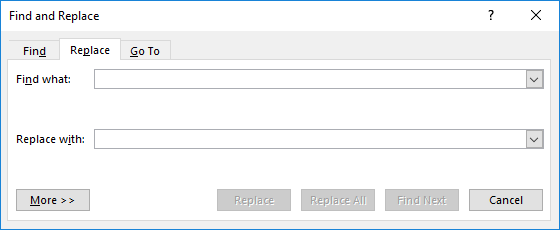 Find and Replace ? ×
Find Replace Go To
Find what:
Replace with:
More >> Replace Replace All Find Next Cancel